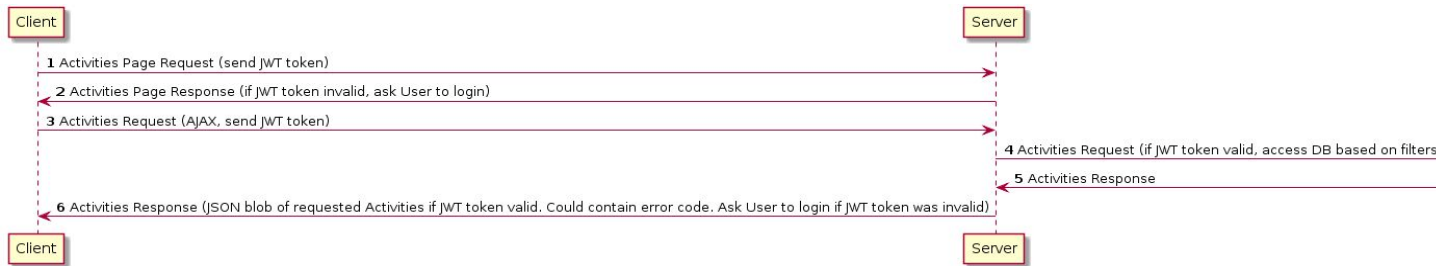 Client
Server
1 Activities Page Request (send JWT token)
2 Activities Page Response (if JWT token invalid, ask User to login)
3 Activities Request (AJAX, send JWT token)
4 Activities Request (if JWT token valid, access DB based on filters
5 Activities Response
6 Activities Response (JSON blob of requested Activities if JWT token valid. Could contain error code. Ask User to login if JWT token was invalid)
Client
Server